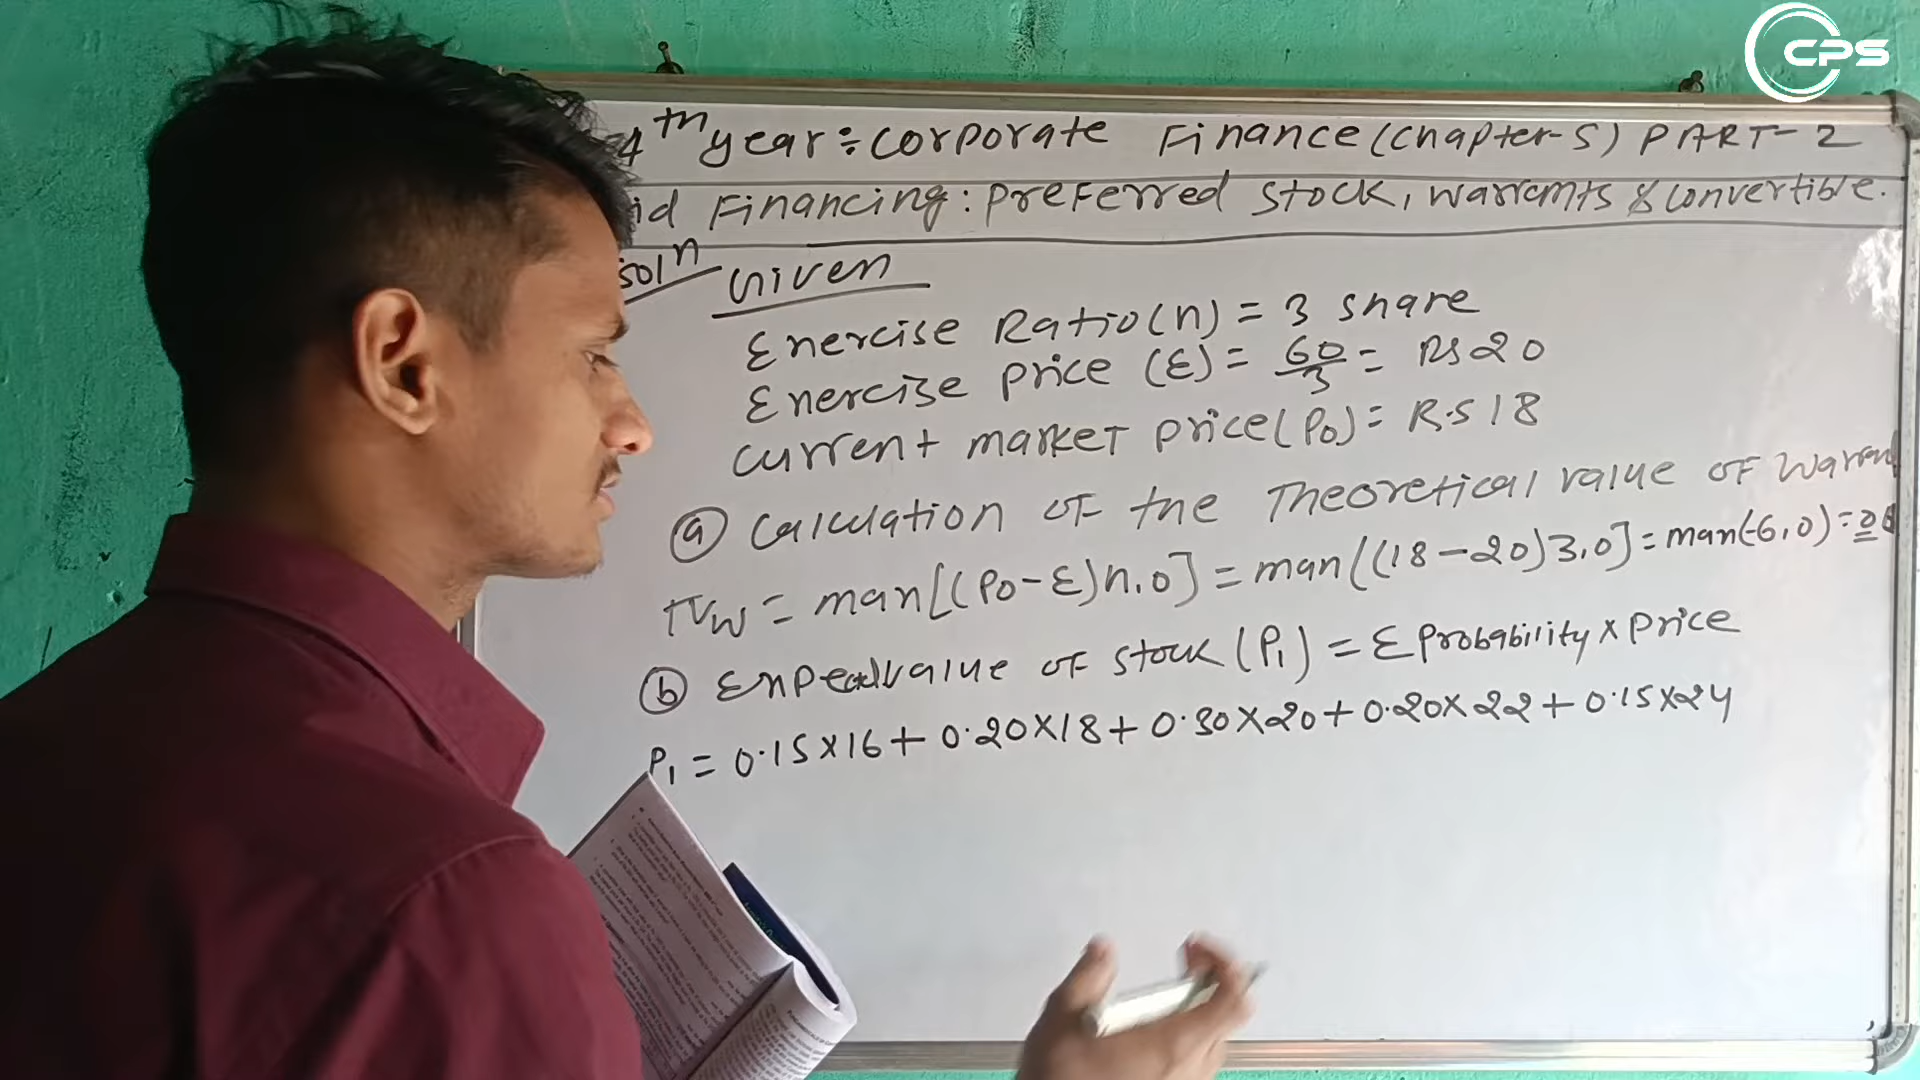 CPS
4th year ÷ corporate Finance (chapter-5) PART-2
id Financing : preferred stock, warrants & convertible.
soln Given
Exercise Ratio (n) = 3 share
Exercise price (E) = 60/3 = Rs 20
current market price (P0) = R.S 18
(a) calculation of the Theoretical value of Warran
TVW = max[(P0-E)n,0] = max((18-20)3,0] = max(-6,0) = 0
(b) Expected value of stock (P1) = Σ Probability x price
P1 = 0.15x16 + 0.20x18 + 0.30x20 + 0.20x22 + 0.15x24